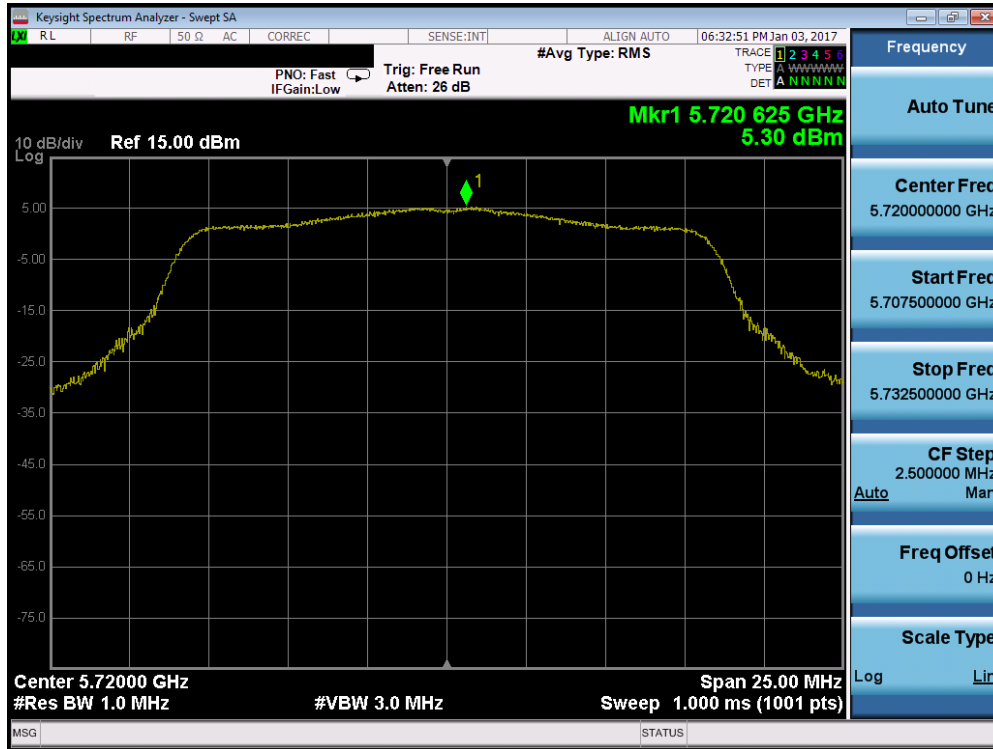 Keysight Spectrum Analyzer - Swept SA
LXI RL RF 50 Ω AC CORREC SENSE:INT ALIGN AUTO 06:32:51 PM Jan 03, 2017
PNO: Fast
IFGain:Low
Trig: Free Run
Atten: 26 dB
#Avg Type: RMS
TRACE 1 2 3 4 5 6
TYPE A WWWWW
DET A N N N N N
Mkr1 5.720 625 GHz
5.30 dBm
10 dB/div Ref 15.00 dBm
Log
1
5.00
-5.00
-15.0
-25.0
-35.0
-45.0
-55.0
-65.0
-75.0
Center 5.72000 GHz Span 25.00 MHz
#Res BW 1.0 MHz #VBW 3.0 MHz Sweep 1.000 ms (1001 pts)
MSG STATUS
Frequency
Auto Tune
Center Freq
5.720000000 GHz
Start Freq
5.707500000 GHz
Stop Freq
5.732500000 GHz
CF Step
2.500000 MHz
Auto Man
Freq Offset
0 Hz
Scale Type
Log Lin